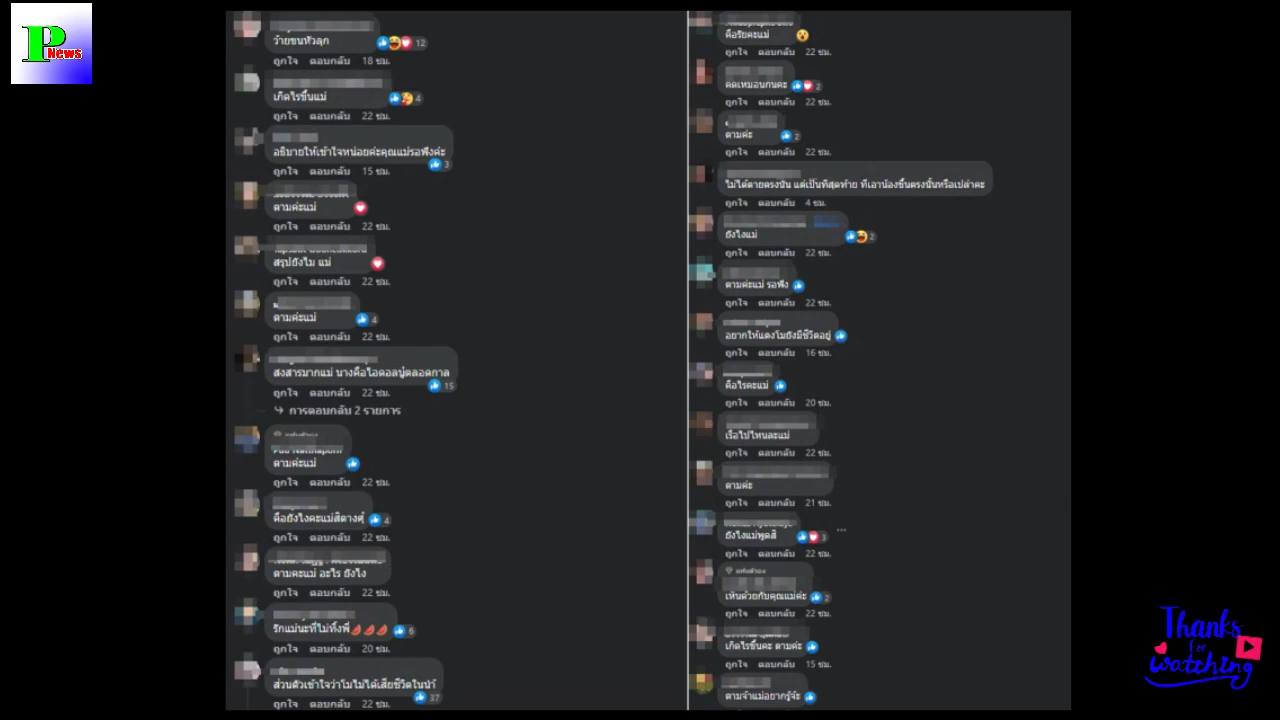 P News
ว้ายขนหัวลุก
12
ถูกใจ ตอบกลับ 18 ชม.
เกิดไรขึ้นแม่
4
ถูกใจ ตอบกลับ 22 ชม.
อธิบายให้เข้าใจหน่อยค่ะคุณแม่รอฟังค่ะ
3
ถูกใจ ตอบกลับ 15 ชม.
ตามค่ะแม่
ถูกใจ ตอบกลับ 22 ชม.
สรุปยังไม แม่
ถูกใจ ตอบกลับ 22 ชม.
ตามค่ะแม่
4
ถูกใจ ตอบกลับ 22 ชม.
สงสารมากแม่ นางคือไอดอลปู๋ตลอดกาล
15
ถูกใจ ตอบกลับ 22 ชม.
การตอบกลับ 2 รายการ
ตามค่ะแม่
ถูกใจ ตอบกลับ 22 ชม.
คือยังไงคะแม่สีดางศุ์
4
ถูกใจ ตอบกลับ 22 ชม.
ตามคะแม่ อะไร ยังไง
ถูกใจ ตอบกลับ 22 ชม.
รักแม่นะที่ไม่ทิ้งพี่🍉🍉🍉
6
ถูกใจ ตอบกลับ 20 ชม.
ส่วนตัวเข้าใจว่าโมไม่ได้เสียชีวิตในน้ำ
37
ถูกใจ ตอบกลับ 22 ชม.
คือรัยคะแม่
ถูกใจ ตอบกลับ 22 ชม.
คดเหมอนกนคะ
2
ถูกใจ ตอบกลับ 22 ชม.
ตามค่ะ
2
ถูกใจ ตอบกลับ 22 ชม.
ไม่ได้ตายตรงนั้น แต่เป็นที่สุดท้าย ที่เอาน้องขึ้นตรงนั้นหรือเปล่าคะ
ถูกใจ ตอบกลับ 4 ชม.
ยังไงแม่
2
ถูกใจ ตอบกลับ 22 ชม.
ตามค่ะแม่ รอฟัง
ถูกใจ ตอบกลับ 22 ชม.
อยากให้แตงโมยังมีชีวิตอยู่
ถูกใจ ตอบกลับ 16 ชม.
คือไรคะแม่
ถูกใจ ตอบกลับ 20 ชม.
เรือไปไหนละแม่
ถูกใจ ตอบกลับ 22 ชม.
ตามค่ะ
ถูกใจ ตอบกลับ 21 ชม.
ยังไงแม่พูดสิ
3
ถูกใจ ตอบกลับ 22 ชม.
เห็นด้วยกับคุณแม่ค่ะ
2
ถูกใจ ตอบกลับ 22 ชม.
เกิดไรขึ้นคะ ตามค่ะ
ถูกใจ ตอบกลับ 15 ชม.
ตามจ้าแม่อยากรู้จ๊ะ
Thanks
for
watching